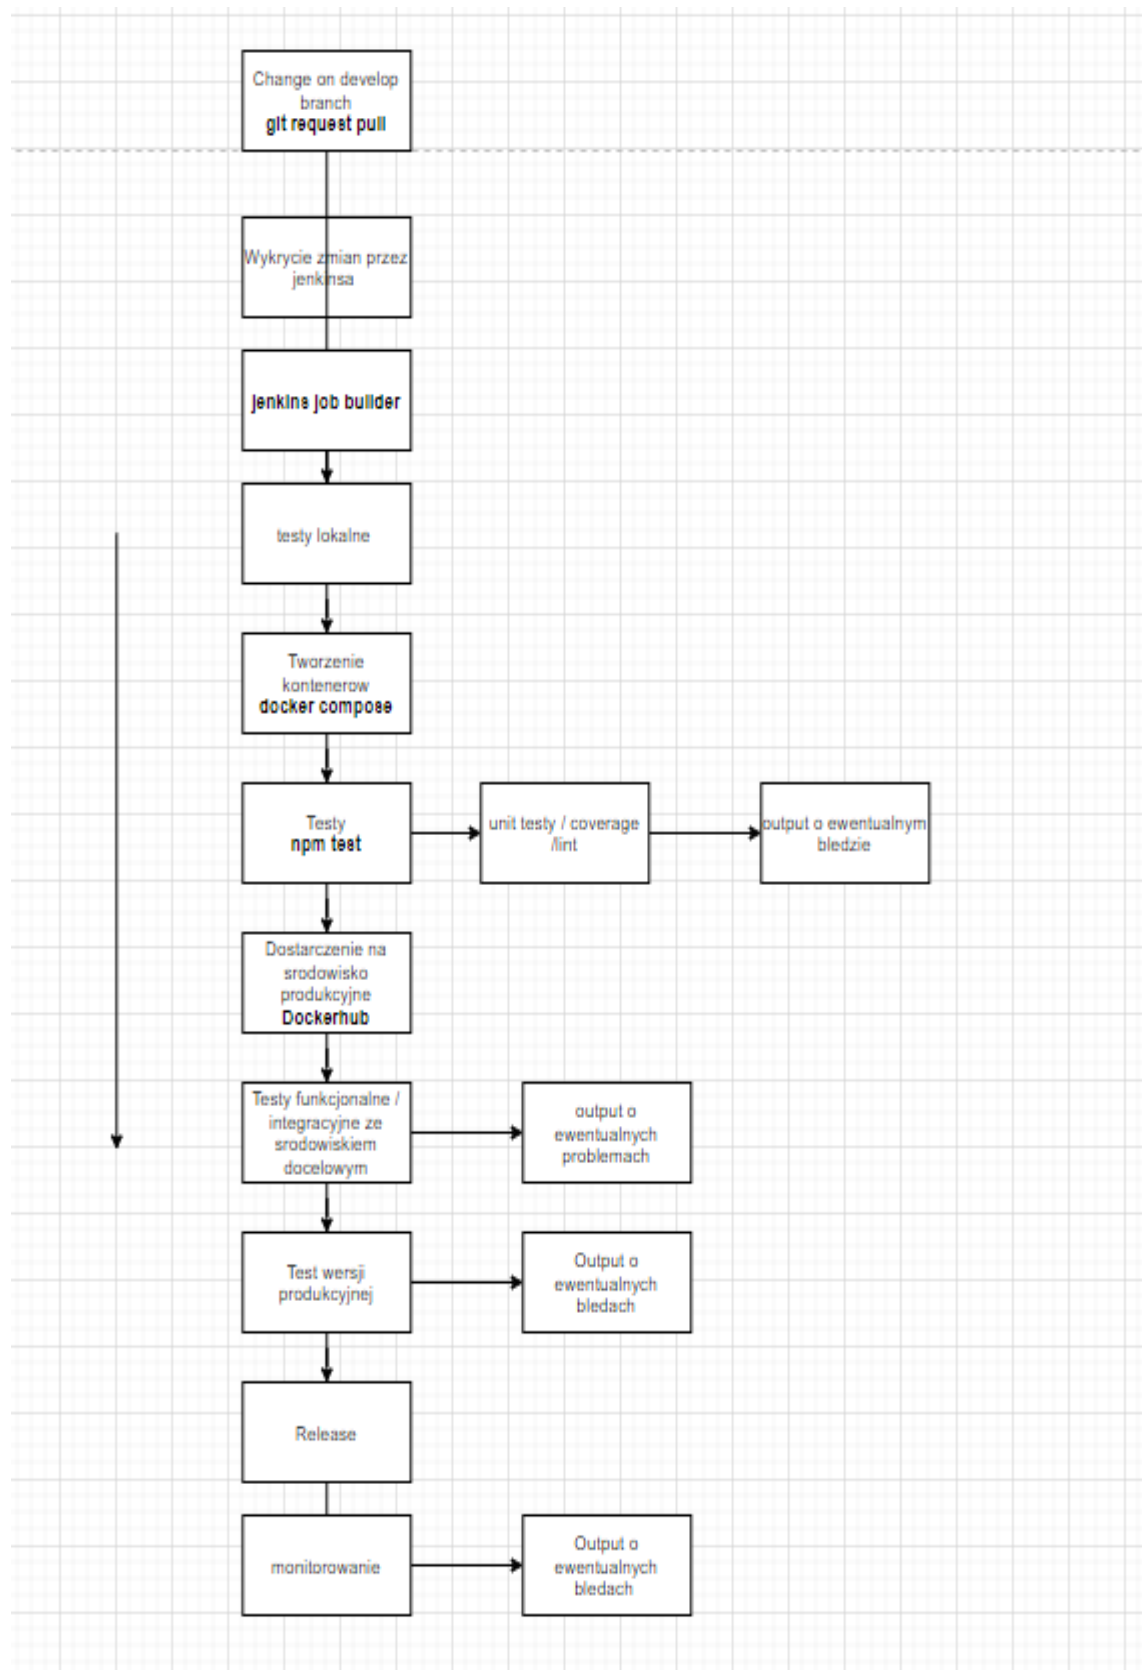 Change on develop
branch
git request pull
Wykrycie zmian przez
jenkinsa
jenkins job builder
testy lokalne
Tworzenie
kontenerow
docker compose
Testy
npm test
unit testy / coverage
/lint
output o ewentualnym
bledzie
Dostarczenie na
srodowisko
produkcyjne
Dockerhub
Testy funkcjonalne /
integracyjne ze
srodowiskiem
docelowym
output o
ewentualnych
problemach
Test wersji
produkcyjnej
Output o
ewentualnych
bledach
Release
monitorowanie
Output o
ewentualnych
bledach